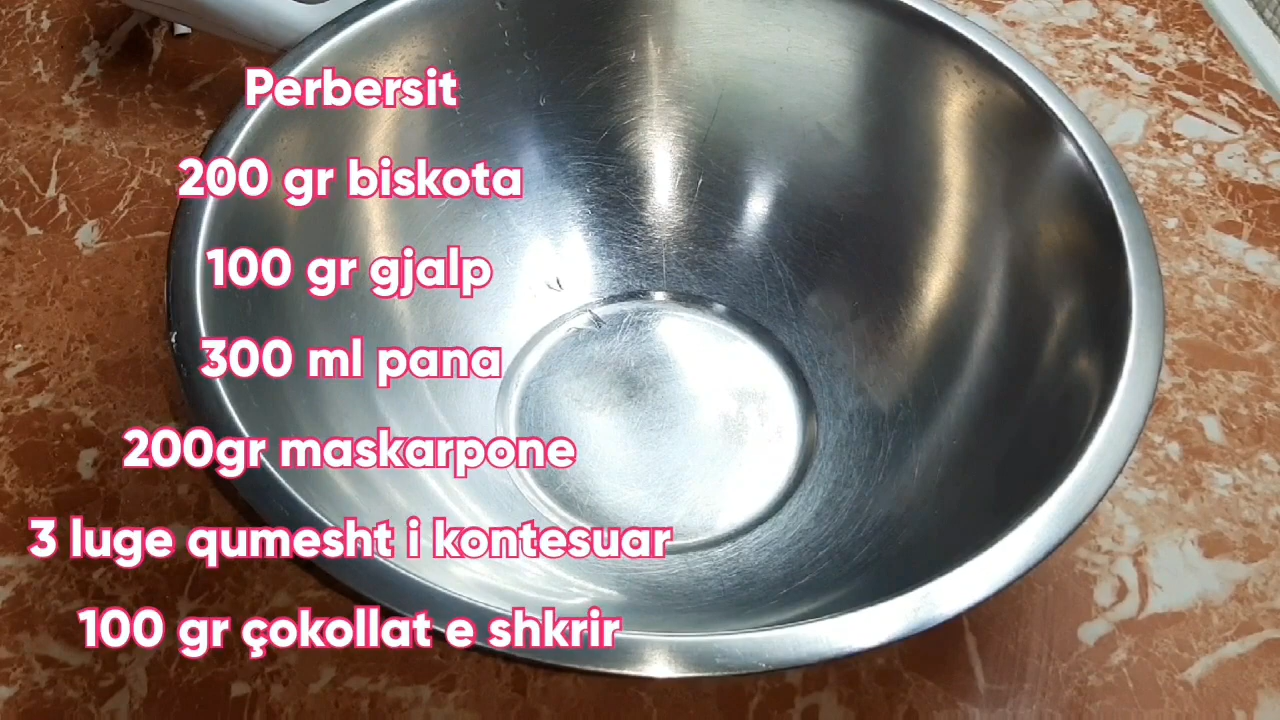 Perbersit
200 gr biskota
100 gr gjalp
300 ml pana
200gr maskarpone
3 luge qumesht i kontesuar
100 gr çokollat e shkrir